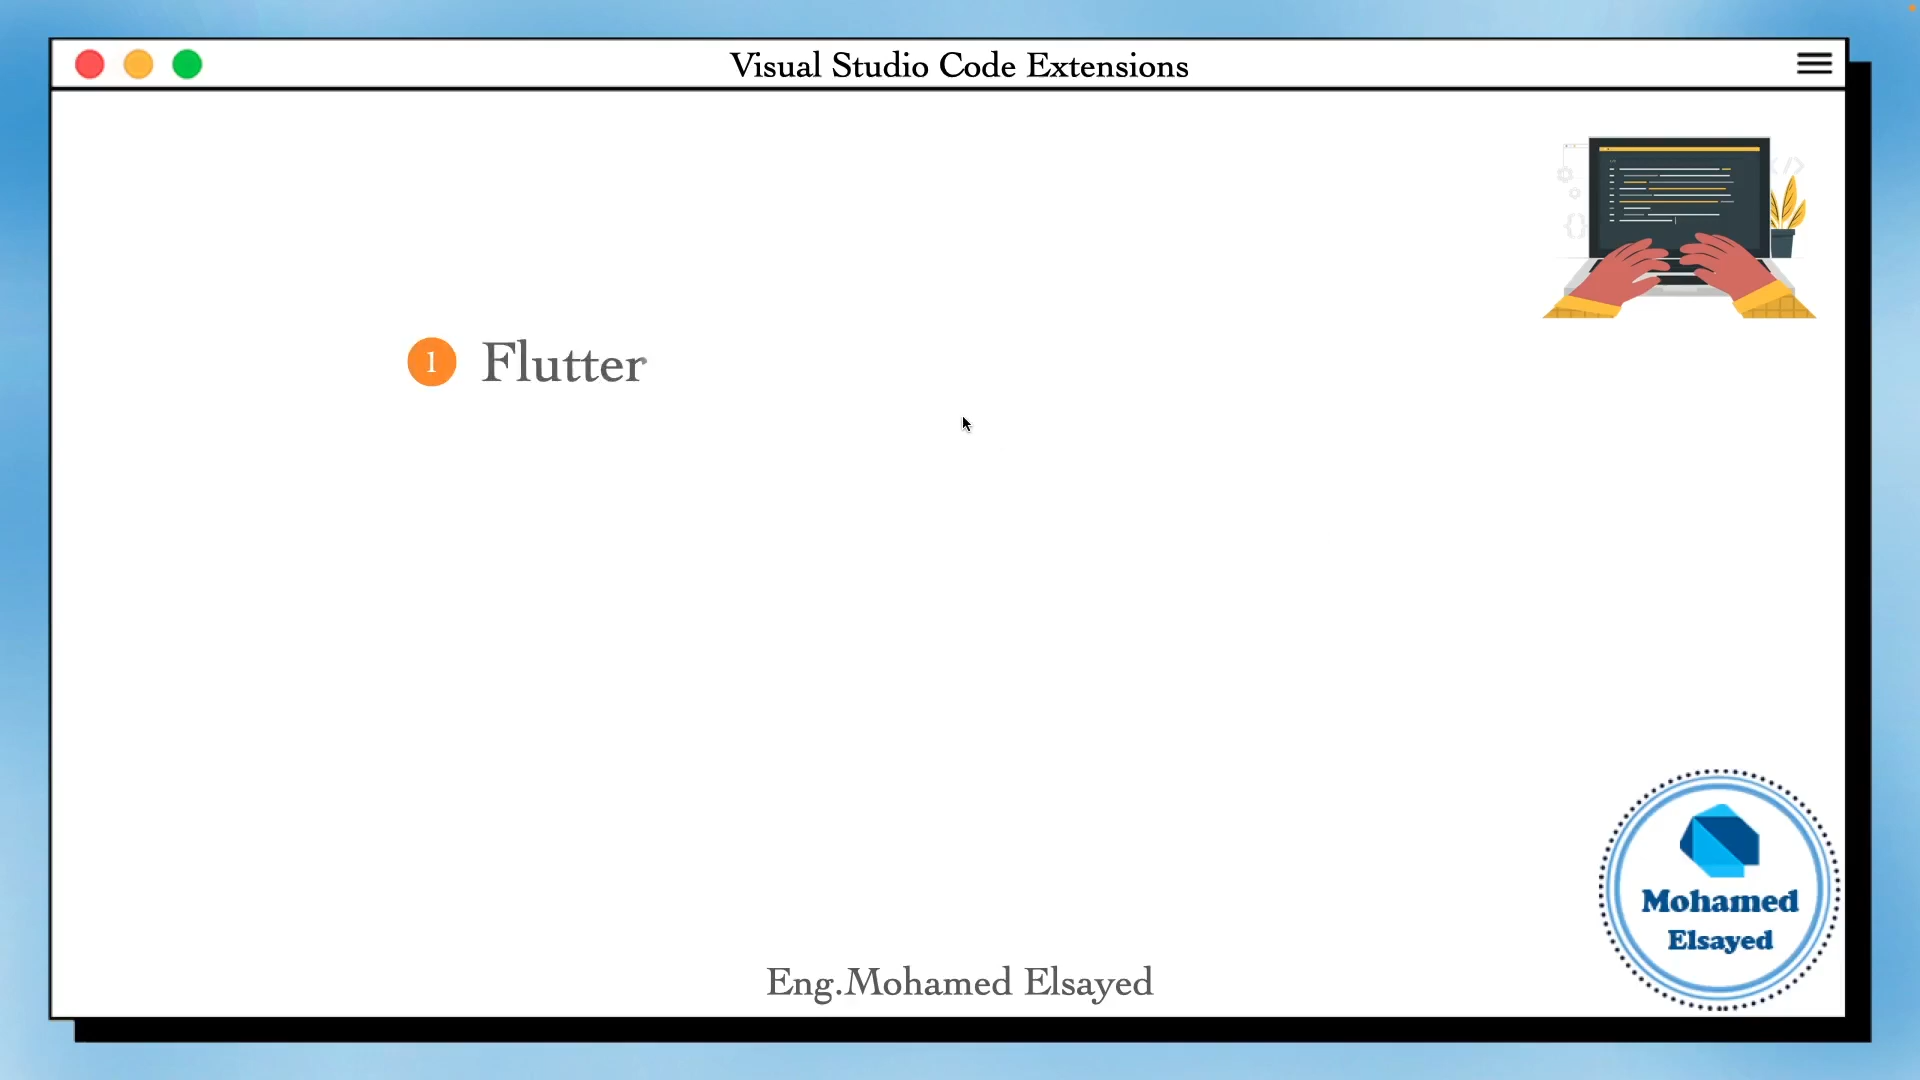 Visual Studio Code Extensions
1 Flutter
Mohamed
Elsayed
Eng.Mohamed Elsayed